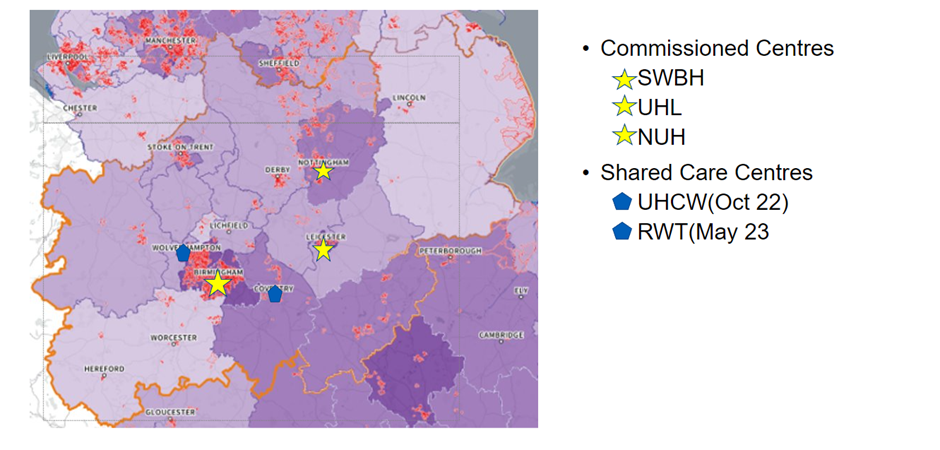 MANCHESTER
LIVERPOOL
SHEFFIELD
CHESTER
LINCOLN
STOKE ON TRENT
NOTTINGHAM
DERBY
LICHFIELD
LEICESTER
WOLVERHAMPTON
PETERBOROUGH
BIRMINGHAM
COVENTRY
ELY
WORCESTER
CAMBRIDGE
HEREFORD
GLOUCESTER
• Commissioned Centres
SWBH
UHL
NUH
• Shared Care Centres
UHCW(Oct 22)
RWT(May 23